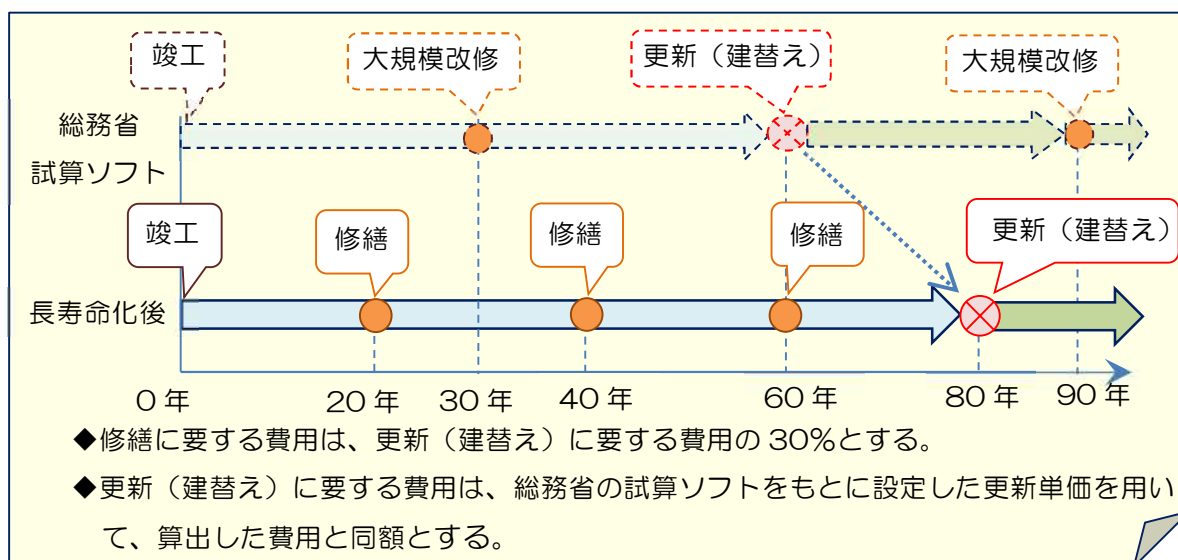 竣工
大規模改修
更新（建替え）
大規模改修
総務省
試算ソフト
竣工
修繕
修繕
修繕
更新（建替え）
長寿命化後
0年
20年
30年
40年
60年
80年
90年
◆修繕に要する費用は、更新（建替え）に要する費用の30%とする。
◆更新（建替え）に要する費用は、総務省の試算ソフトをもとに設定した更新単価を用い
て、算出した費用と同額とする。